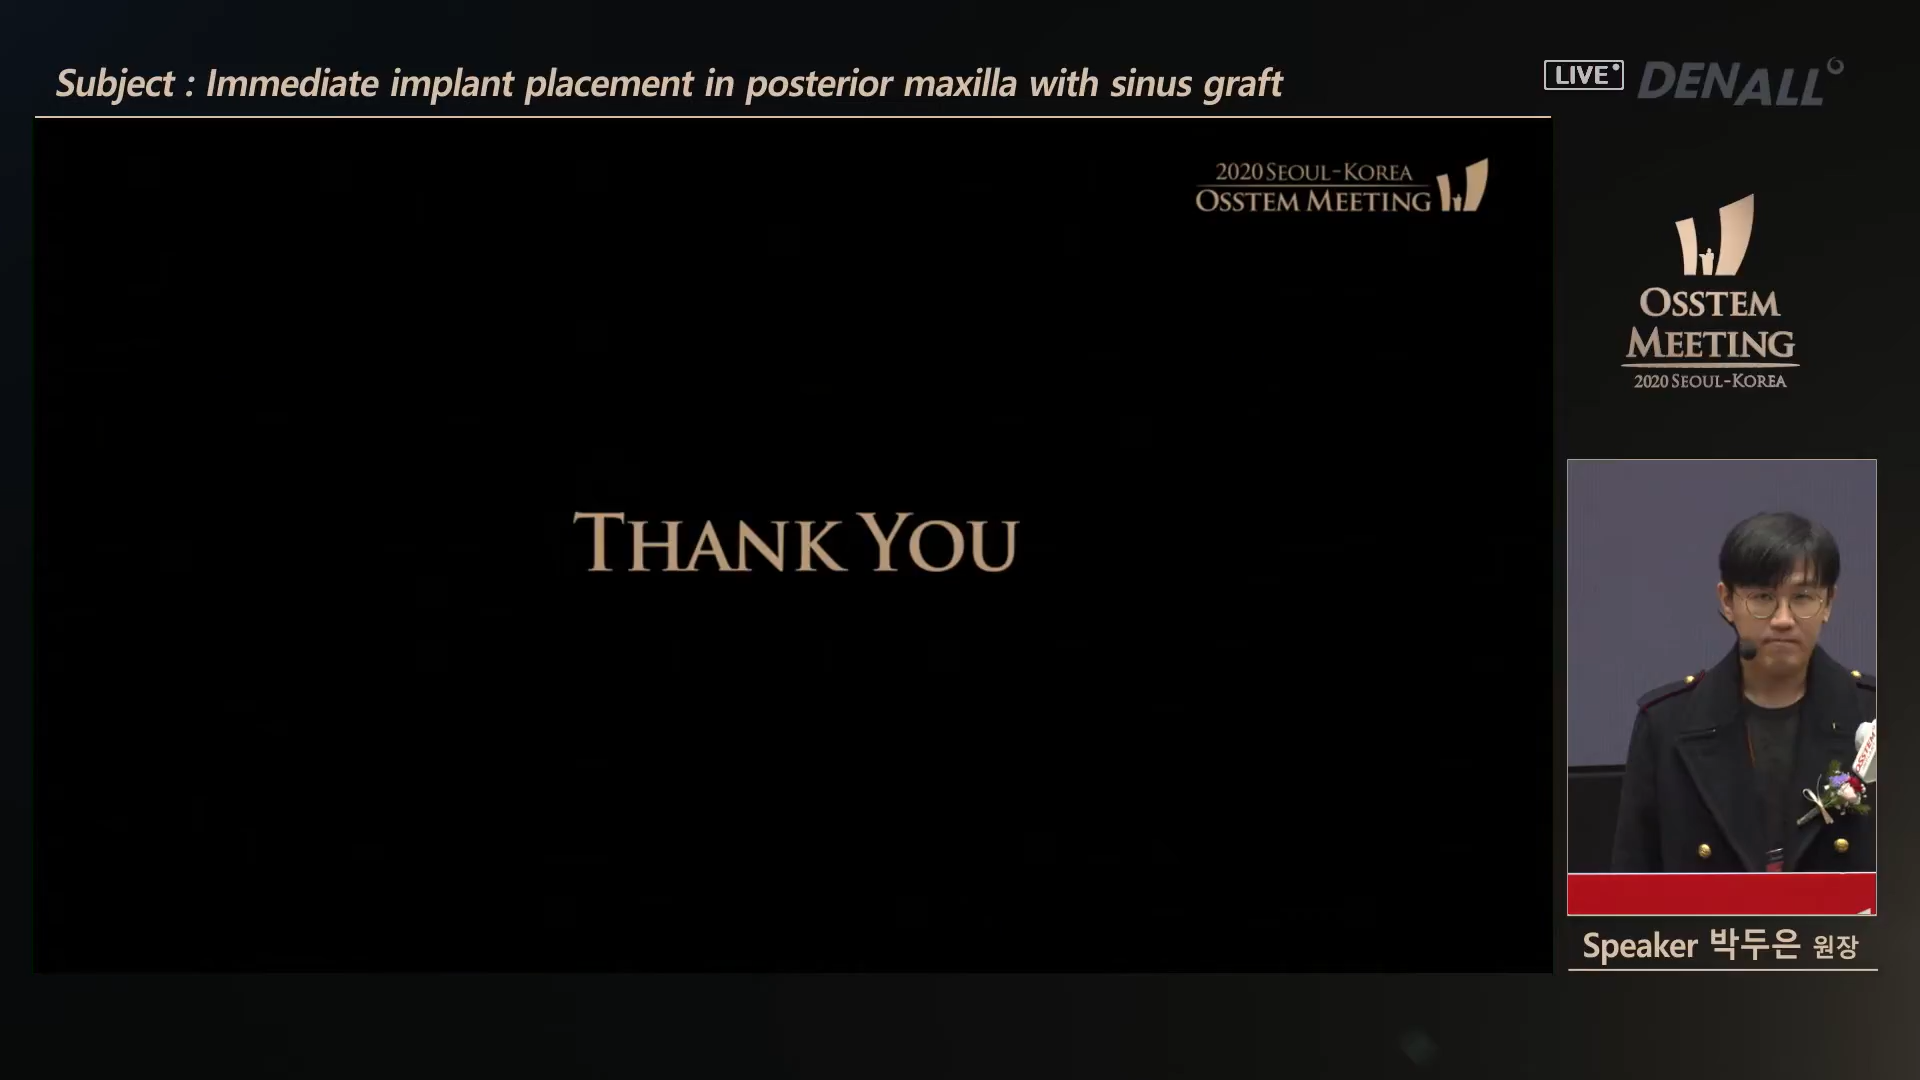 Subject : Immediate implant placement in posterior maxilla with sinus graft
LIVE
DENALL
2020 SEOUL-KOREA
OSSTEM MEETING
OSSTEM
MEETING
2020 SEOUL-KOREA
THANK YOU
OSSTEM
Speaker 박두은 원장